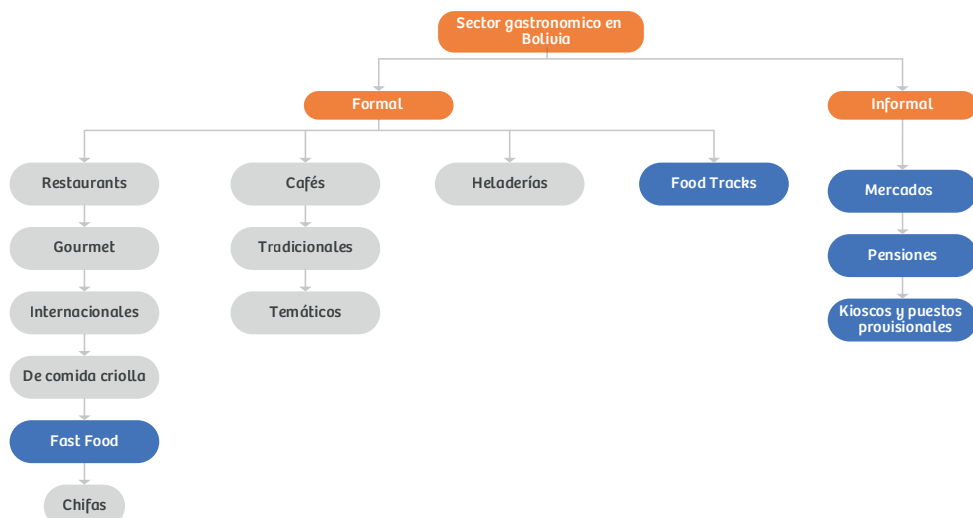 Sector gastronomico en
Bolivia
Formal
Informal
Restaurants
Cafés
Heladerías
Food Tracks
Mercados
Gourmet
Tradicionales
Pensiones
Internacionales
Temáticos
Kioscos y puestos
provisionales
De comida criolla
Fast Food
Chifas